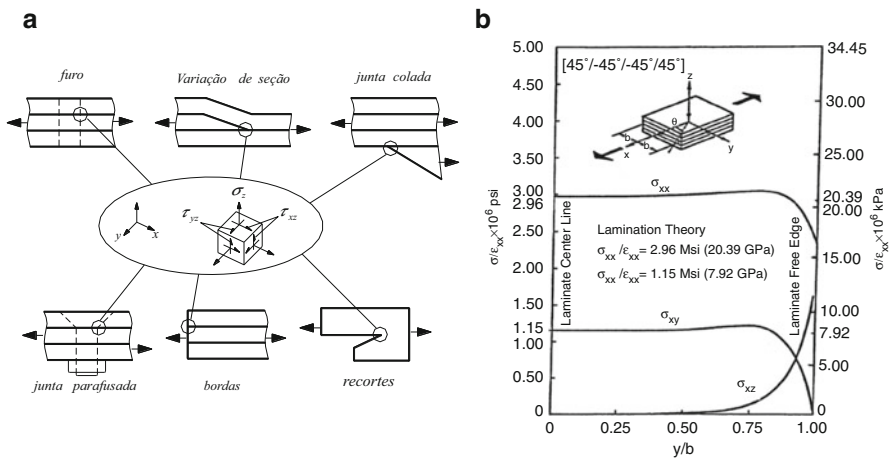 a
furo
Variação de seção
junta colada
σz
τyz
τxz
y
x
junta parafusada
bordas
recortes
b
5.00
4.50
4.00
3.50
3.00
2.96
2.50
2.00
1.50
1.15
1.00
0.50
0
σ/εxx×10⁶ psi
[45˚/-45˚/-45˚/45˚]
z
θ
b
b
x
y
σxx
Lamination Theory
σxx /εxx= 2.96 Msi (20.39 GPa)
σxx /εxx= 1.15 Msi (7.92 GPa)
Laminate Center Line
Laminate Free Edge
σxy
σxz
34.45
30.00
25.00
20.39
20.00
15.00
10.00
7.92
5.00
0
σ/εxx×10⁶ kPa
0 0.25 0.50 0.75 1.00
y/b